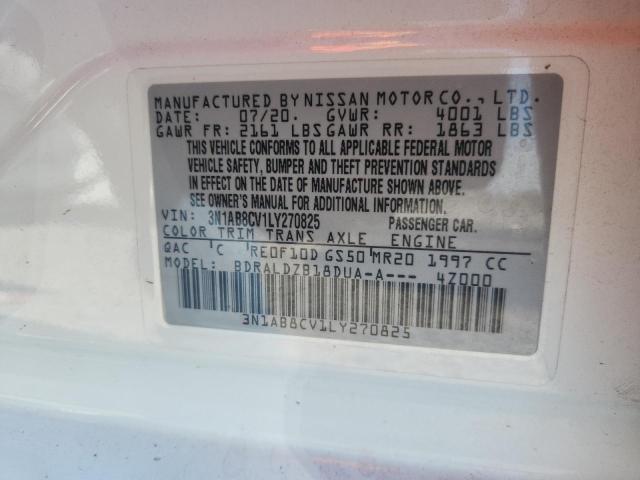 MANUFACTURED BY NISSAN MOTOR CO., LTD.
DATE: 07/20. GVWR: 4001 LBS
GAWR FR: 2161 LBS GAWR RR: 1863 LBS
THIS VEHICLE CONFORMS TO ALL APPLICABLE FEDERAL MOTOR
VEHICLE SAFETY, BUMPER AND THEFT PREVENTION STANDARDS
IN EFFECT ON THE DATE OF MANUFACTURE SHOWN ABOVE.
SEE OWNER'S MANUAL FOR ADDITIONAL INFORMATION.
VIN: 3N1AB8CV1LY270825 PASSENGER CAR.
COLOR TRIM TRANS AXLE ENGINE
QAC C RE0F10D GS50 MR20 1997 CC
MODEL: BDRALDZB18DUA-A--- 4Z000
3N1AB8CV1LY270825